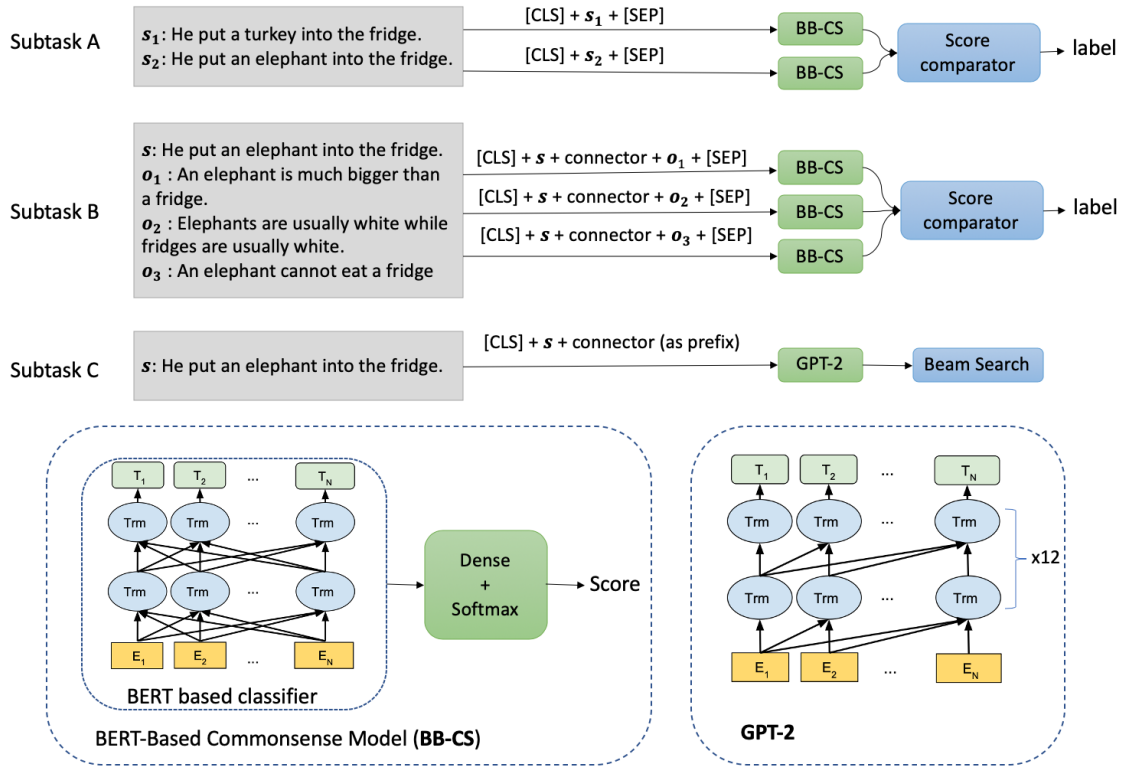 Subtask A
s1: He put a turkey into the fridge.
s2: He put an elephant into the fridge.
[CLS] + s1 + [SEP]
[CLS] + s2 + [SEP]
BB-CS
BB-CS
Score
comparator
label
Subtask B
s: He put an elephant into the fridge.
o1 : An elephant is much bigger than
a fridge.
o2 : Elephants are usually white while
fridges are usually white.
o3 : An elephant cannot eat a fridge
[CLS] + s + connector + o1 + [SEP]
[CLS] + s + connector + o2 + [SEP]
[CLS] + s + connector + o3 + [SEP]
BB-CS
BB-CS
BB-CS
Score
comparator
label
Subtask C
s: He put an elephant into the fridge.
[CLS] + s + connector (as prefix)
GPT-2
Beam Search
T1 T2 ... TN
Trm Trm ... Trm
Trm Trm ... Trm
E1 E2 ... EN
BERT based classifier
Dense
+
Softmax
Score
BERT-Based Commonsense Model (BB-CS)
T1 T2 ... TN
Trm Trm ... Trm
x12
Trm Trm ... Trm
E1 E2 ... EN
GPT-2